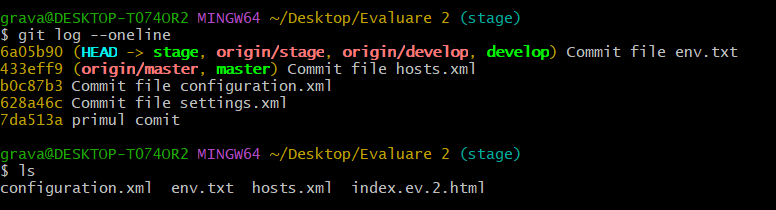 grava@DESKTOP-T074OR2 MINGW64 ~/Desktop/Evaluare 2 (stage)
$ git log --oneline
6a05b90 (HEAD -> stage, origin/stage, origin/develop, develop) Commit file env.txt
433eff9 (origin/master, master) Commit file hosts.xml
b0c87b3 Commit file configuration.xml
628a46c Commit file settings.xml
7da513a primul comit
grava@DESKTOP-T074OR2 MINGW64 ~/Desktop/Evaluare 2 (stage)
$ ls
configuration.xml  env.txt  hosts.xml  index.ev.2.html